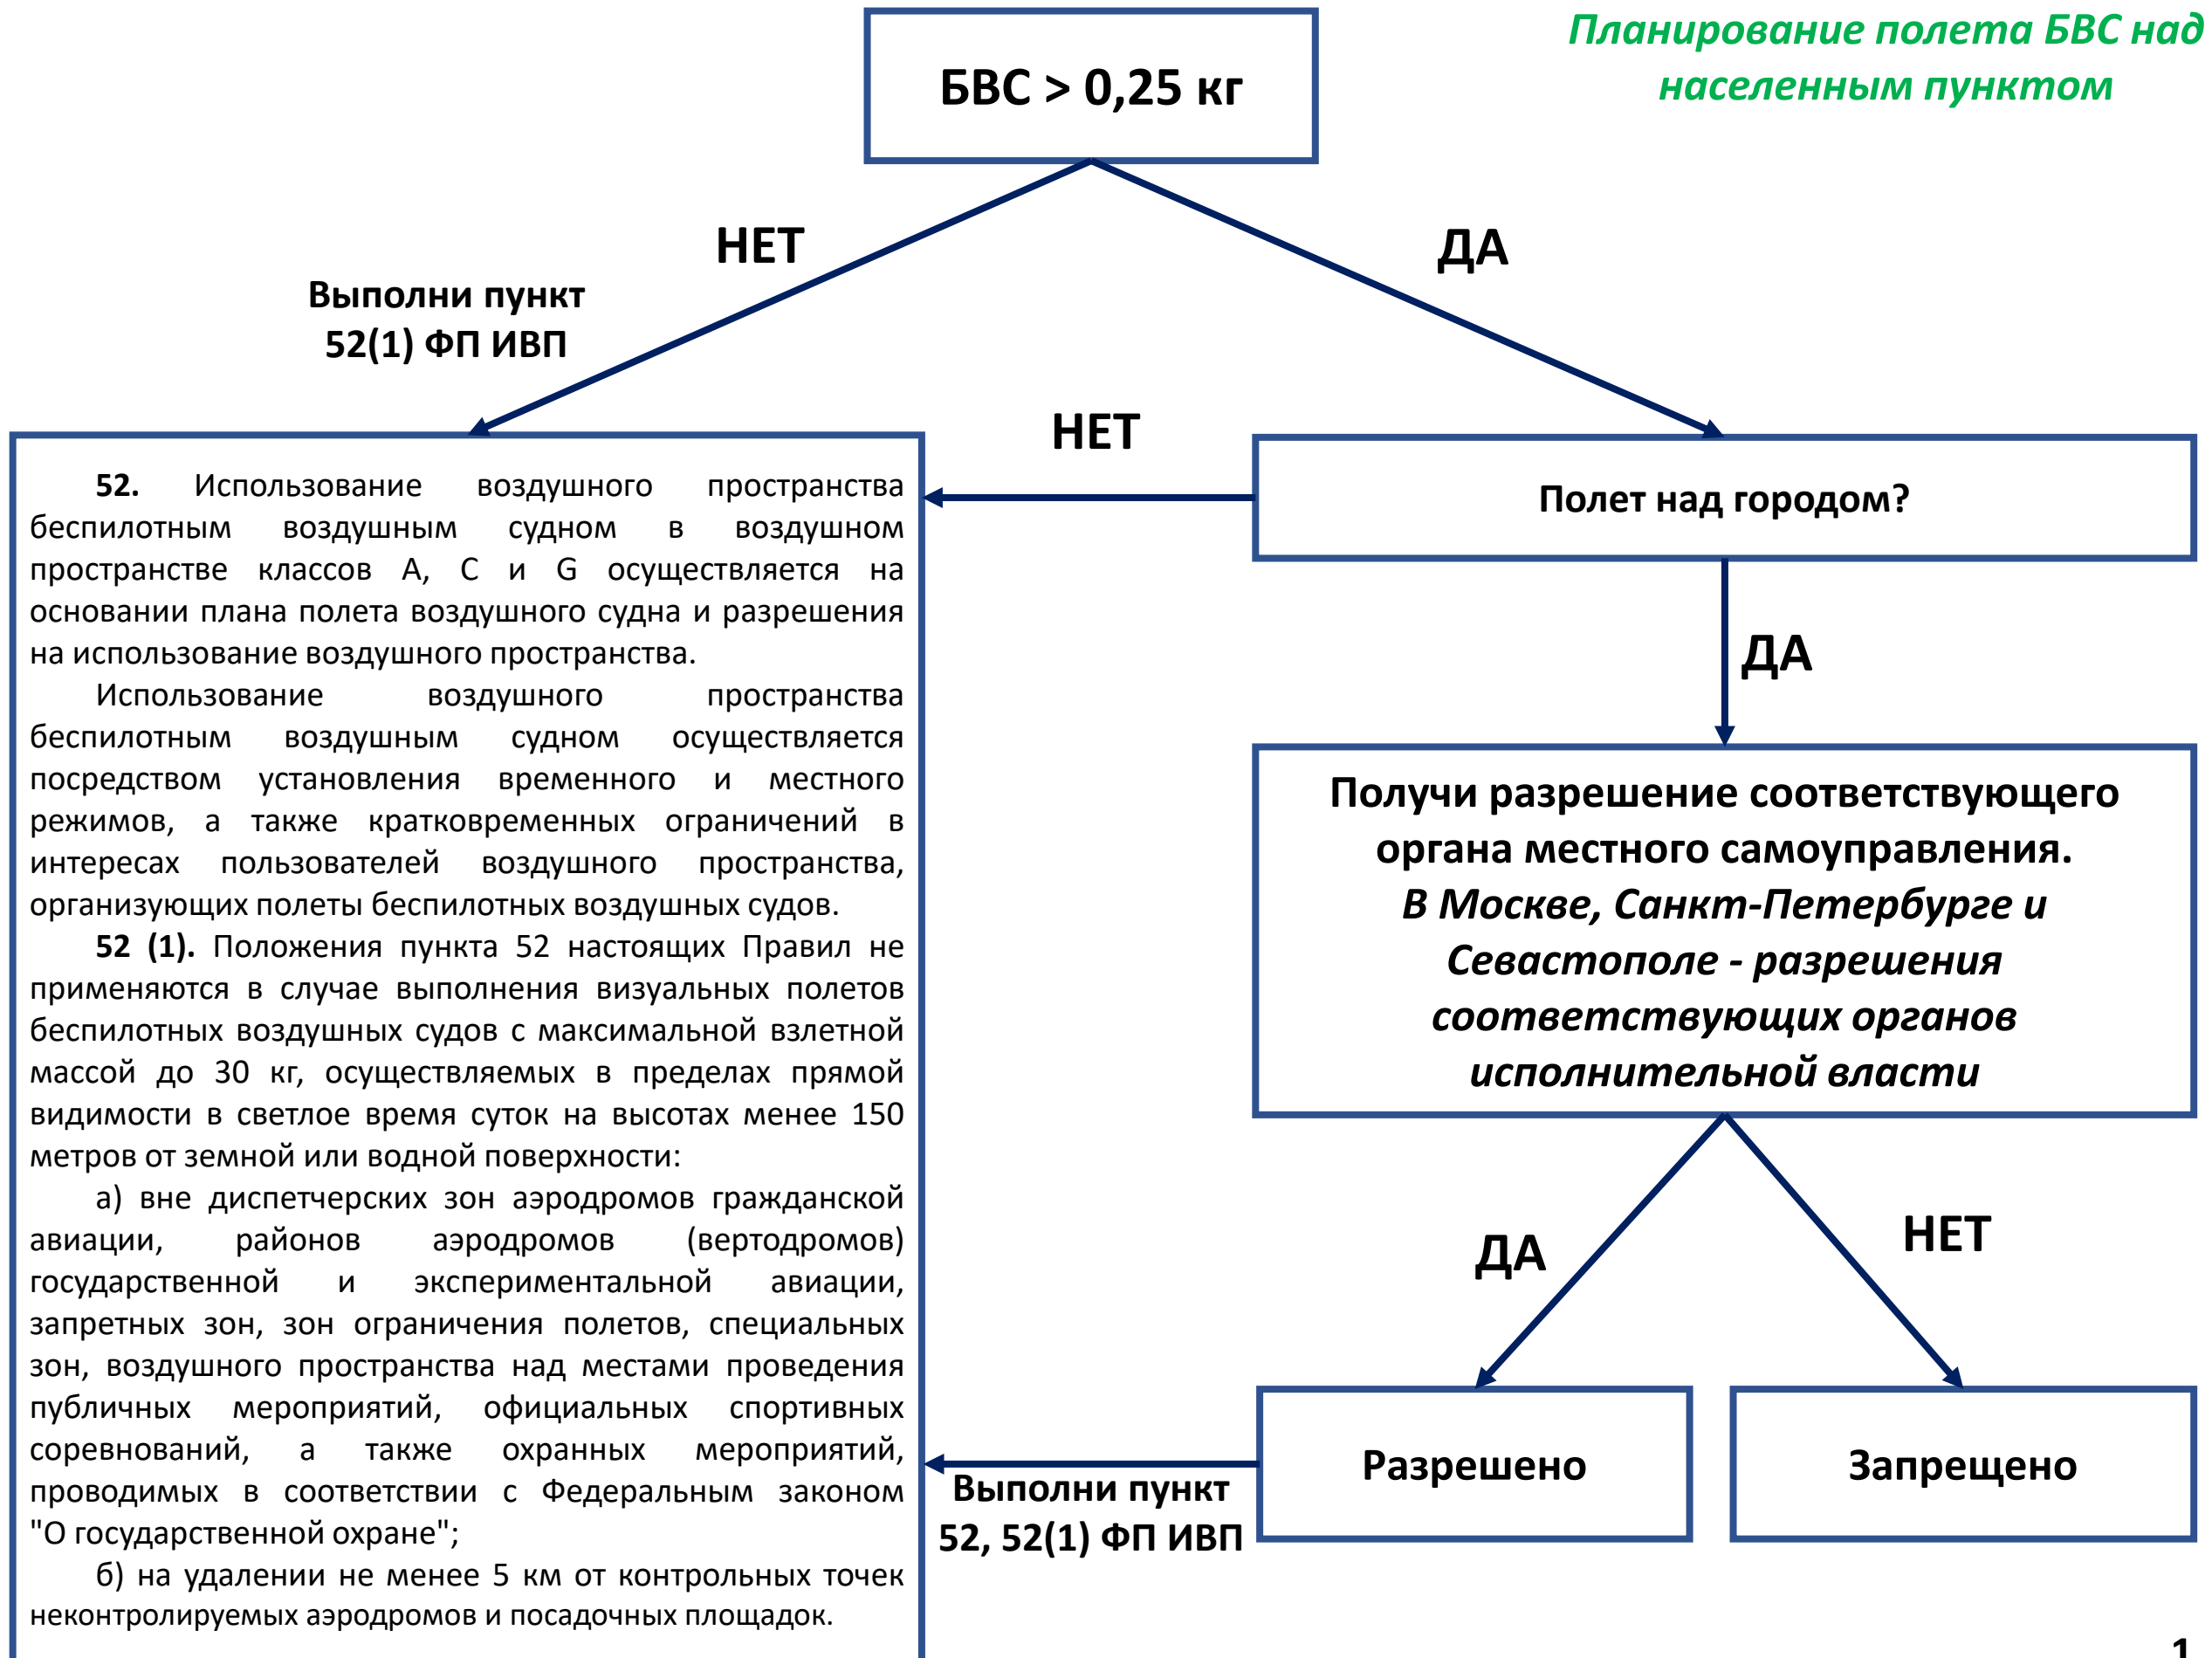 Планирование полета БВС над
населенным пунктом
БВС > 0,25 кг
НЕТ
ДА
Выполни пункт
52(1) ФП ИВП
НЕТ
Полет над городом?
ДА
52. Использование воздушного пространства
беспилотным воздушным судном в воздушном
пространстве классов А, С и G осуществляется на
основании плана полета воздушного судна и разрешения
на использование воздушного пространства.
Использование воздушного пространства
беспилотным воздушным судном осуществляется
посредством установления временного и местного
режимов, а также кратковременных ограничений в
интересах пользователей воздушного пространства,
организующих полеты беспилотных воздушных судов.
52 (1). Положения пункта 52 настоящих Правил не
применяются в случае выполнения визуальных полетов
беспилотных воздушных судов с максимальной взлетной
массой до 30 кг, осуществляемых в пределах прямой
видимости в светлое время суток на высотах менее 150
метров от земной или водной поверхности:
а) вне диспетчерских зон аэродромов гражданской
авиации, районов аэродромов (вертодромов)
государственной и экспериментальной авиации,
запретных зон, зон ограничения полетов, специальных
зон, воздушного пространства над местами проведения
публичных мероприятий, официальных спортивных
соревнований, а также охранных мероприятий,
проводимых в соответствии с Федеральным законом
"О государственной охране";
б) на удалении не менее 5 км от контрольных точек
неконтролируемых аэродромов и посадочных площадок.
Получи разрешение соответствующего
органа местного самоуправления.
В Москве, Санкт-Петербурге и
Севастополе - разрешения
соответствующих органов
исполнительной власти
ДА
НЕТ
Разрешено
Запрещено
Выполни пункт
52, 52(1) ФП ИВП
1